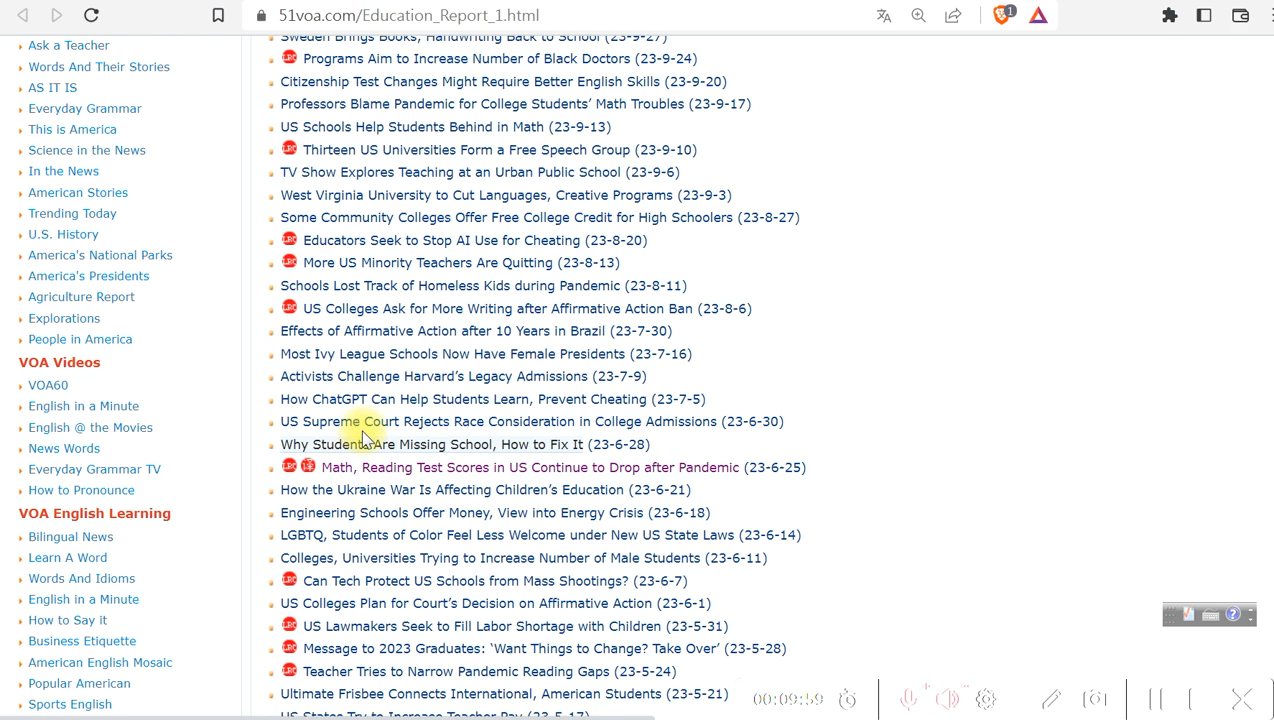 51voa.com/Education_Report_1.html
1
Ask a Teacher
Words And Their Stories
AS IT IS
Everyday Grammar
This is America
Science in the News
In the News
American Stories
Trending Today
U.S. History
America's National Parks
America's Presidents
Agriculture Report
Explorations
People in America
VOA Videos
VOA60
English in a Minute
English @ the Movies
News Words
Everyday Grammar TV
How to Pronounce
VOA English Learning
Bilingual News
Learn A Word
Words And Idioms
English in a Minute
How to Say it
Business Etiquette
American English Mosaic
Popular American
Sports English
Sweden Brings Books, Handwriting Back to School (23-9-27)
Programs Aim to Increase Number of Black Doctors (23-9-24)
Citizenship Test Changes Might Require Better English Skills (23-9-20)
Professors Blame Pandemic for College Students’ Math Troubles (23-9-17)
US Schools Help Students Behind in Math (23-9-13)
Thirteen US Universities Form a Free Speech Group (23-9-10)
TV Show Explores Teaching at an Urban Public School (23-9-6)
West Virginia University to Cut Languages, Creative Programs (23-9-3)
Some Community Colleges Offer Free College Credit for High Schoolers (23-8-27)
Educators Seek to Stop AI Use for Cheating (23-8-20)
More US Minority Teachers Are Quitting (23-8-13)
Schools Lost Track of Homeless Kids during Pandemic (23-8-11)
US Colleges Ask for More Writing after Affirmative Action Ban (23-8-6)
Effects of Affirmative Action after 10 Years in Brazil (23-7-30)
Most Ivy League Schools Now Have Female Presidents (23-7-16)
Activists Challenge Harvard’s Legacy Admissions (23-7-9)
How ChatGPT Can Help Students Learn, Prevent Cheating (23-7-5)
US Supreme Court Rejects Race Consideration in College Admissions (23-6-30)
Why Students Are Missing School, How to Fix It (23-6-28)
Math, Reading Test Scores in US Continue to Drop after Pandemic (23-6-25)
How the Ukraine War Is Affecting Children’s Education (23-6-21)
Engineering Schools Offer Money, View into Energy Crisis (23-6-18)
LGBTQ, Students of Color Feel Less Welcome under New US State Laws (23-6-14)
Colleges, Universities Trying to Increase Number of Male Students (23-6-11)
Can Tech Protect US Schools from Mass Shootings? (23-6-7)
US Colleges Plan for Court’s Decision on Affirmative Action (23-6-1)
US Lawmakers Seek to Fill Labor Shortage with Children (23-5-31)
Message to 2023 Graduates: ‘Want Things to Change? Take Over’ (23-5-28)
Teacher Tries to Narrow Pandemic Reading Gaps (23-5-24)
Ultimate Frisbee Connects International, American Students (23-5-21)
US States Try to Increase Teacher Pay (23-5-17)
00:09:59